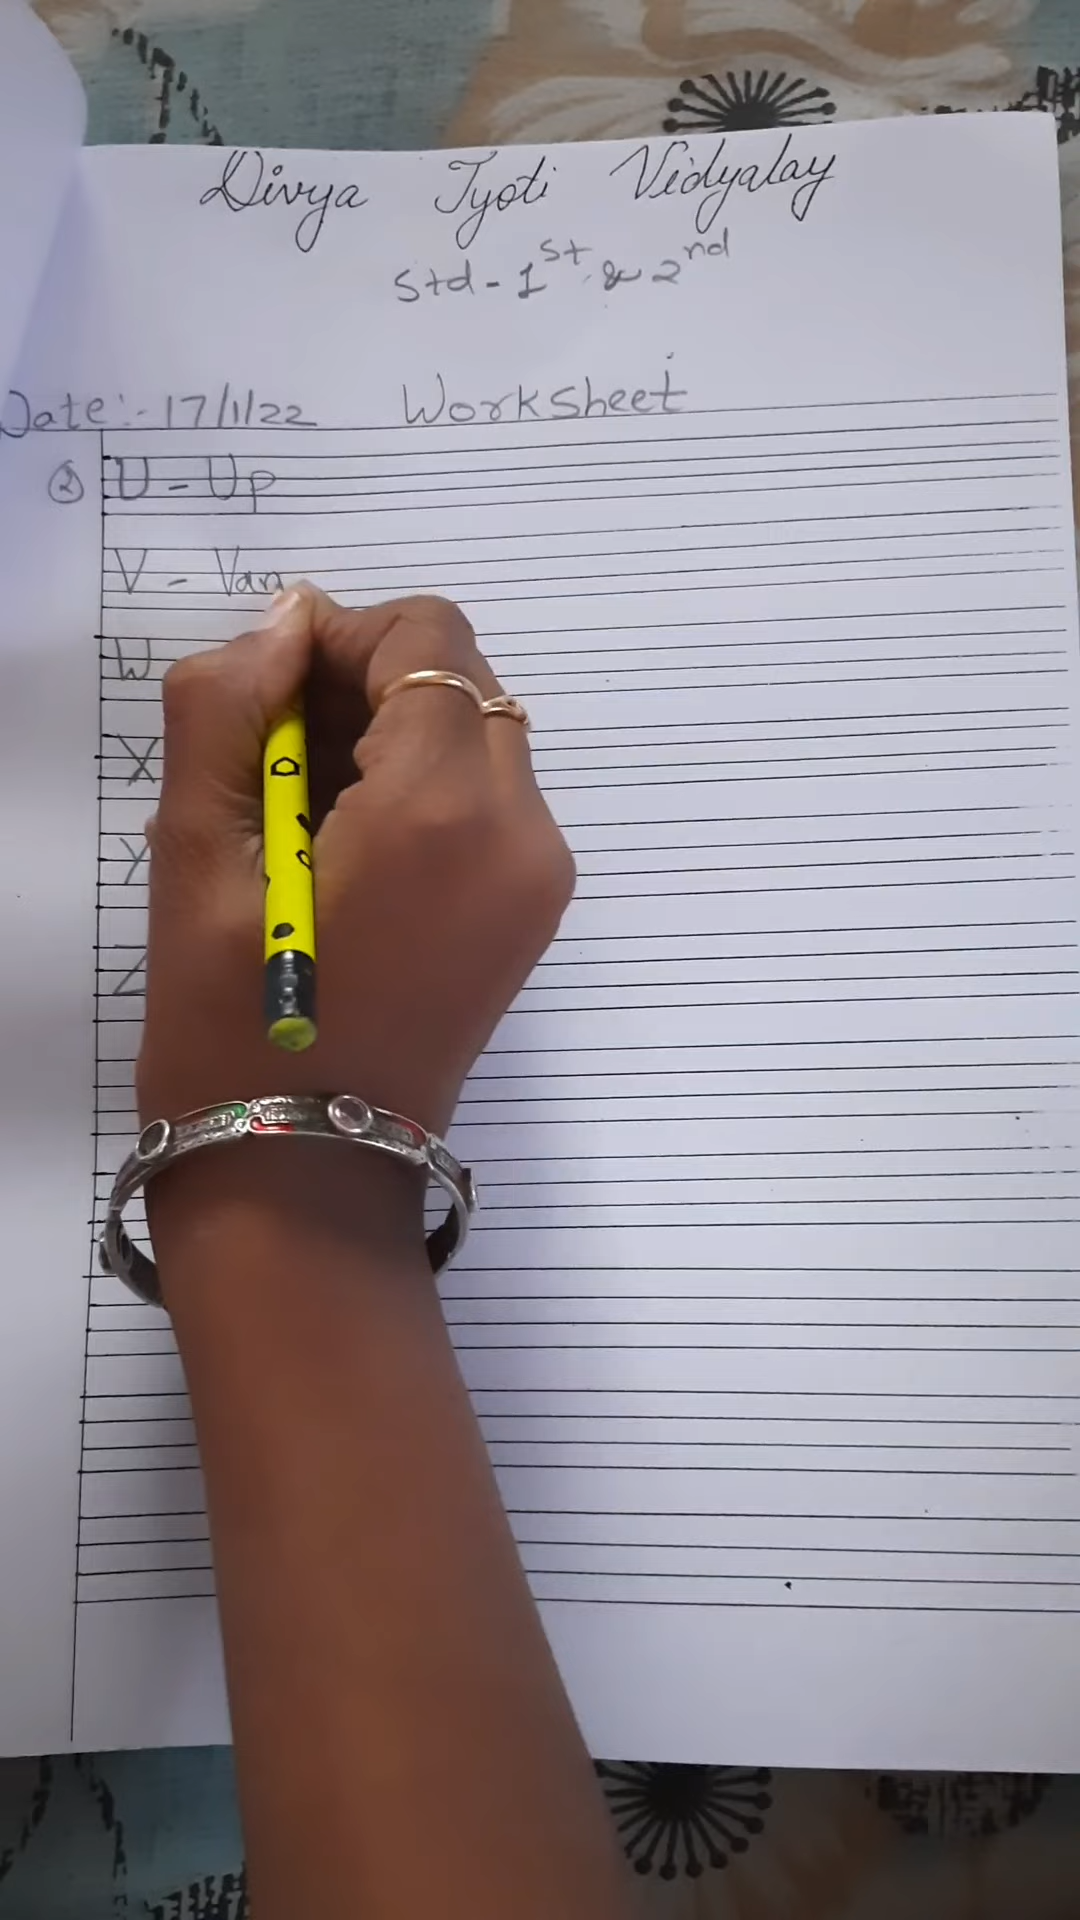 Divya Jyoti Vidyalay
Std - 1st & 2nd
Date:- 17/1/22 Worksheet
② U - Up
V - Van
W
X
Y
Z